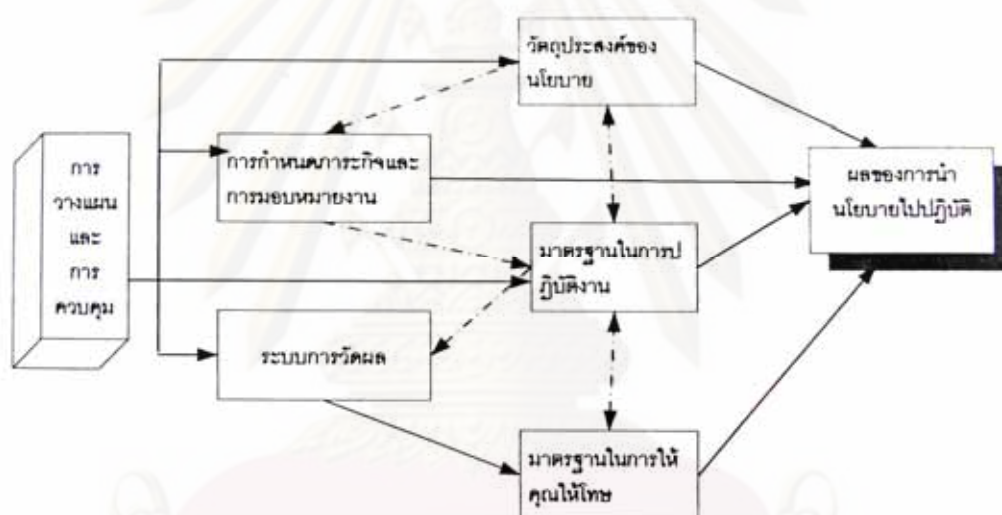 วัตถุประสงค์ของ
นโยบาย
การกำหนดภาระกิจและ
การมอบหมายงาน
การ
วางแผน
และ
การ
ควบคุม
ผลของการนำ
นโยบายไปปฏิบัติ
มาตรฐานในการป
ฏิบัติงาน
ระบบการวัดผล
มาตรฐานในการให้
คุณให้โทษ